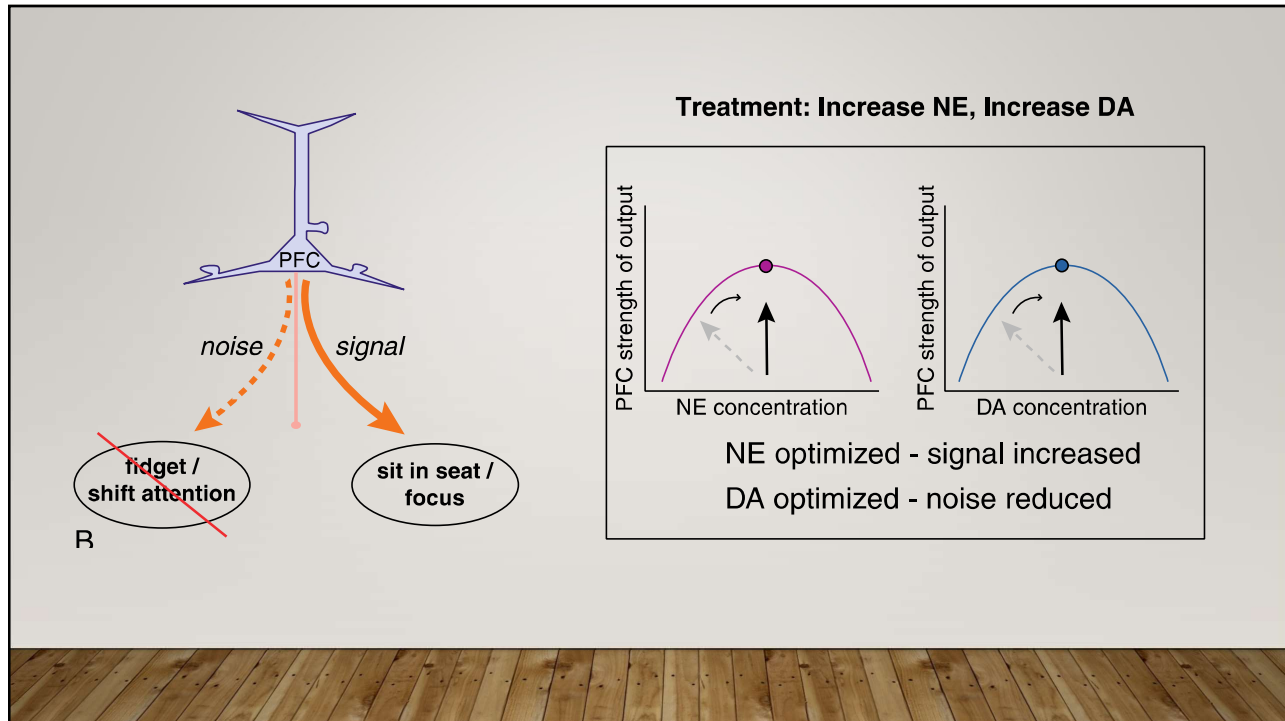 PFC
noise
signal
fidget /
shift attention
sit in seat /
focus
B
Treatment: Increase NE, Increase DA
PFC strength of output
NE concentration
PFC strength of output
DA concentration
NE optimized - signal increased
DA optimized - noise reduced